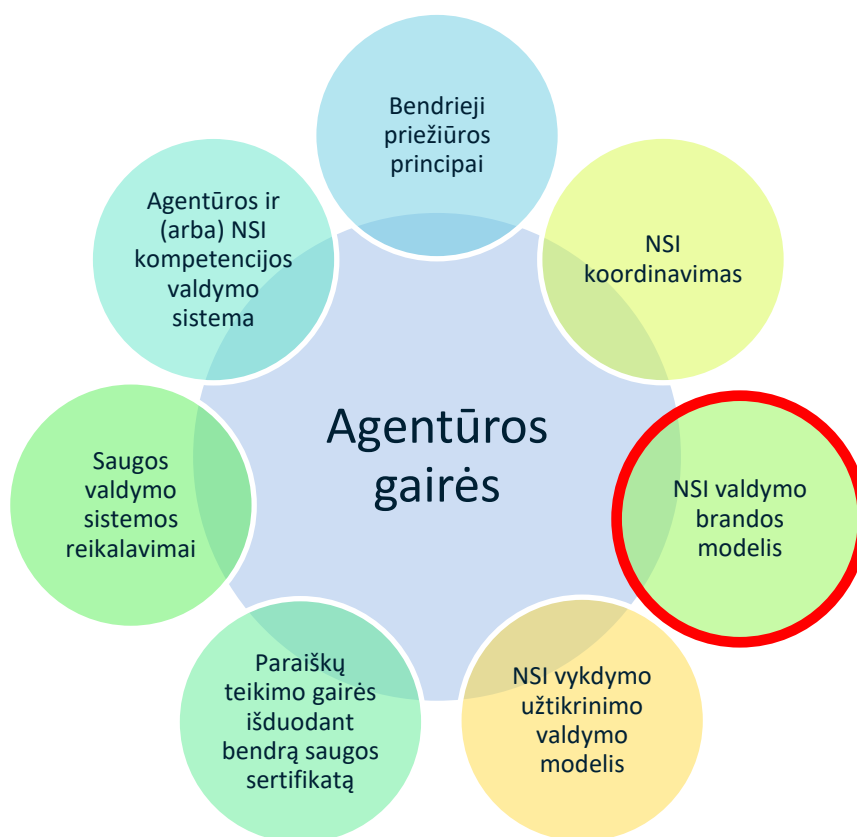 Bendrieji
priežiūros
principai
Agentūros ir
(arba) NSI
kompetencijos
valdymo
sistema
NSI
koordinavimas
Agentūros
gairės
Saugos
valdymo
sistemos
reikalavimai
NSI valdymo
brandos
modelis
Paraiškų
teikimo gairės
išduodant
bendrą saugos
sertifikatą
NSI vykdymo
užtikrinimo
valdymo
modelis